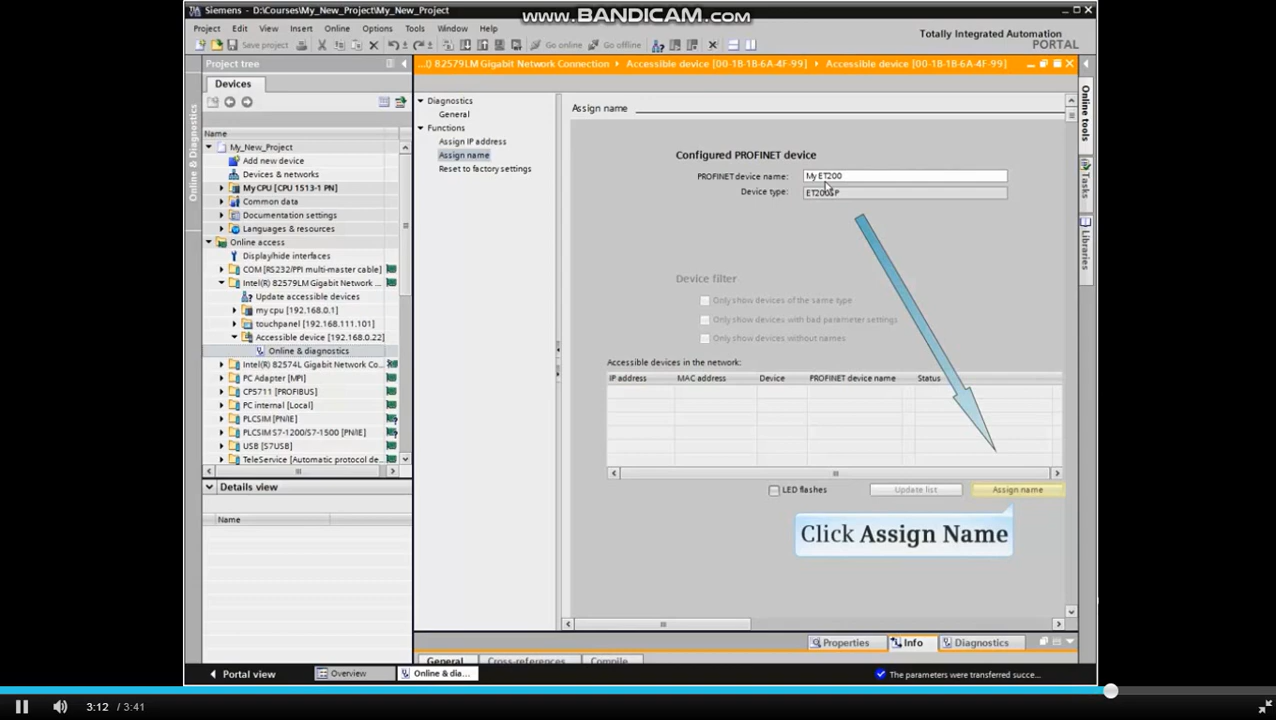 Siemens - D:\Courses\My_New_Project\My_New_Project
www.BANDICAM.com
Project Edit View Insert Online Options Tools Window Help
Totally Integrated Automation
PORTAL
Save project
Go online
Go offline
Project tree
...) 82579LM Gigabit Network Connection
Accessible device [00-1B-1B-6A-4F-99]
Accessible device [00-1B-1B-6A-4F-99]
Devices
Online & Diagnostics
Name
My_New_Project
Add new device
Devices & networks
My CPU [CPU 1513-1 PN]
Common data
Documentation settings
Languages & resources
Online access
Display/hide interfaces
COM [RS232/PPI multi-master cable]
Intel(R) 82579LM Gigabit Network ...
Update accessible devices
my cpu [192.168.0.1]
touchpanel [192.168.111.101]
Accessible device [192.168.0.22]
Online & diagnostics
Intel(R) 82574L Gigabit Network Co...
PC Adapter [MPI]
CP5711 [PROFIBUS]
PC internal [Local]
PLCSIM [PN/IE]
PLCSIM S7-1200/S7-1500 [PN/IE]
USB [S7USB]
TeleService [Automatic protocol de...
Details view
Name
Diagnostics
General
Functions
Assign IP address
Assign name
Reset to factory settings
Assign name
Configured PROFINET device
PROFINET device name: My ET200
Device type: ET200SP
Device filter
Only show devices of the same type
Only show devices with bad parameter settings
Only show devices without names
Accessible devices in the network:
IP address MAC address Device PROFINET device name Status
LED flashes
Update list
Assign name
Click Assign Name
Online tools
Tasks
Libraries
Properties
Info
Diagnostics
General
Cross-references
Compile
Portal view
Overview
Online & dia...
The parameters were transferred succe...
3:12 / 3:41